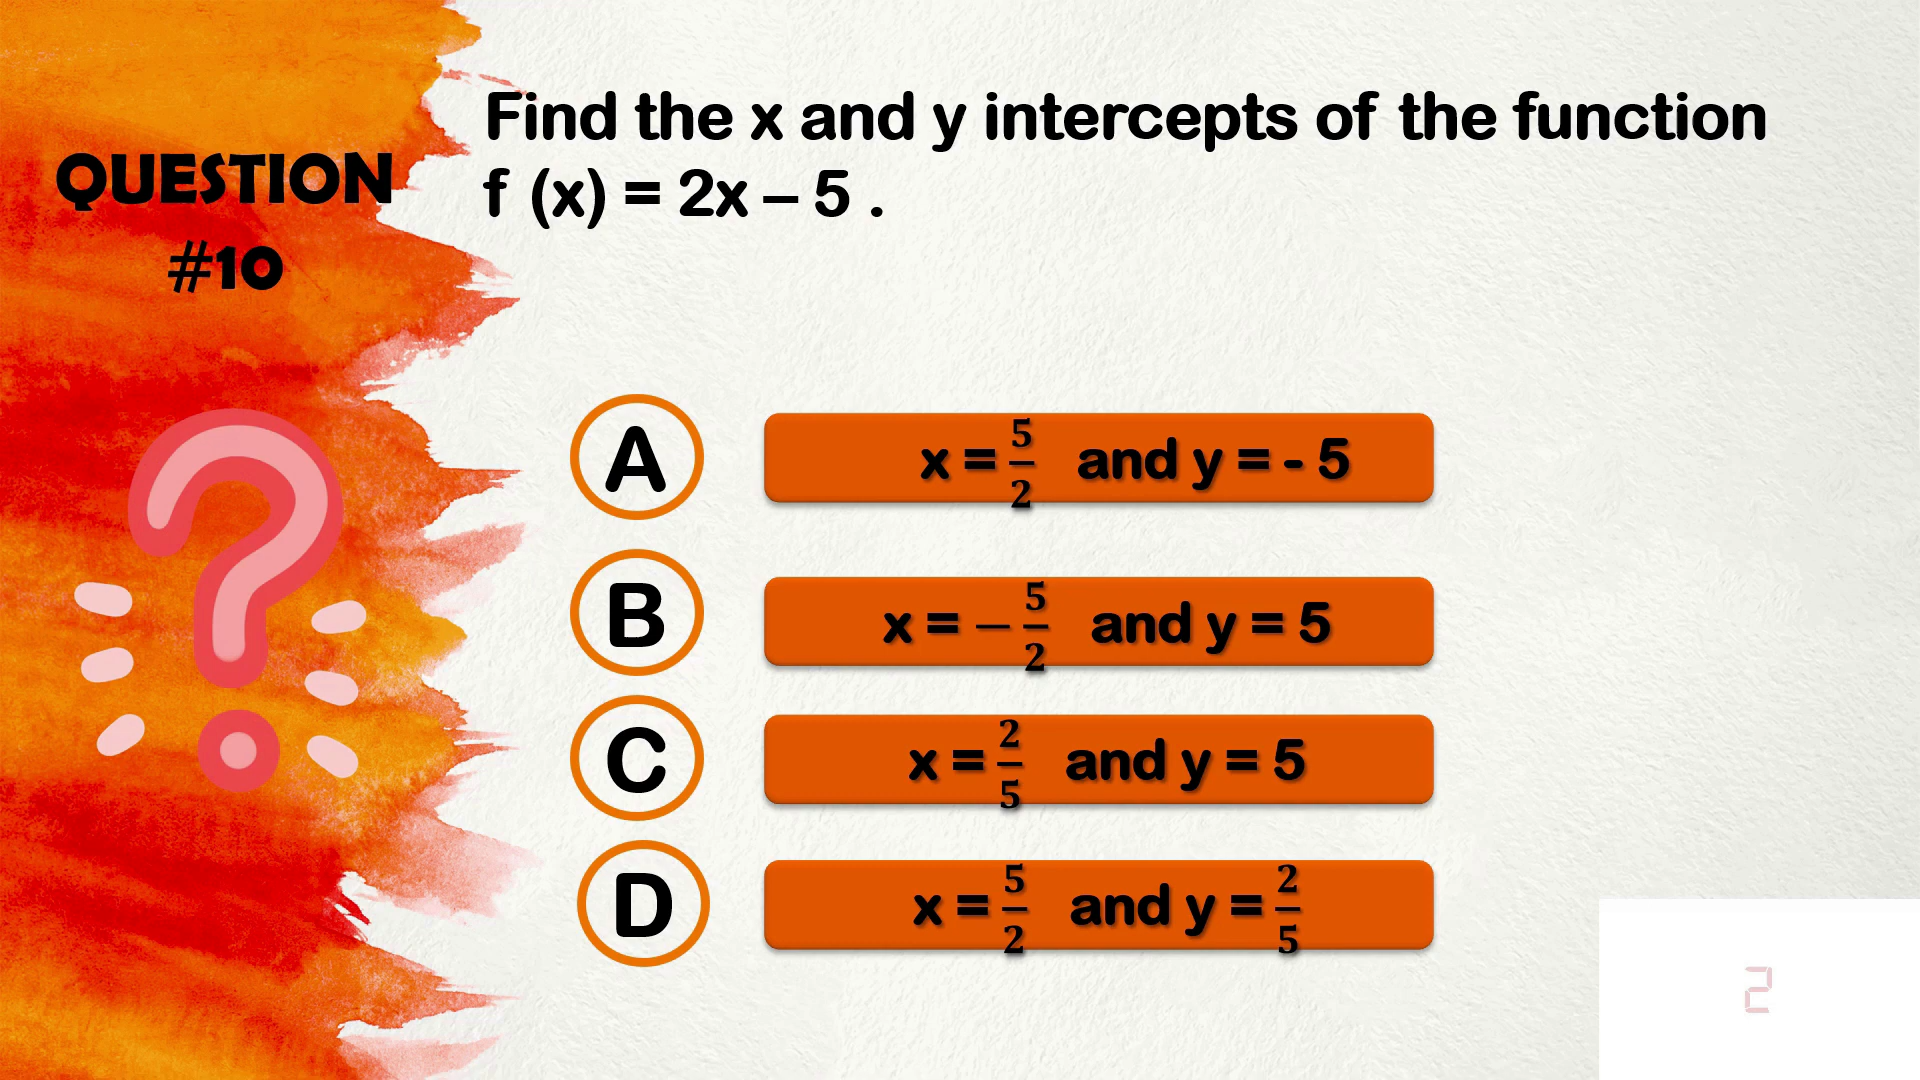 QUESTION
#10
Find the x and y intercepts of the function
f (x) = 2x – 5 .
A
x = 5/2 and y = - 5
B
x = − 5/2 and y = 5
C
x = 2/5 and y = 5
D
x = 5/2 and y = 2/5
2